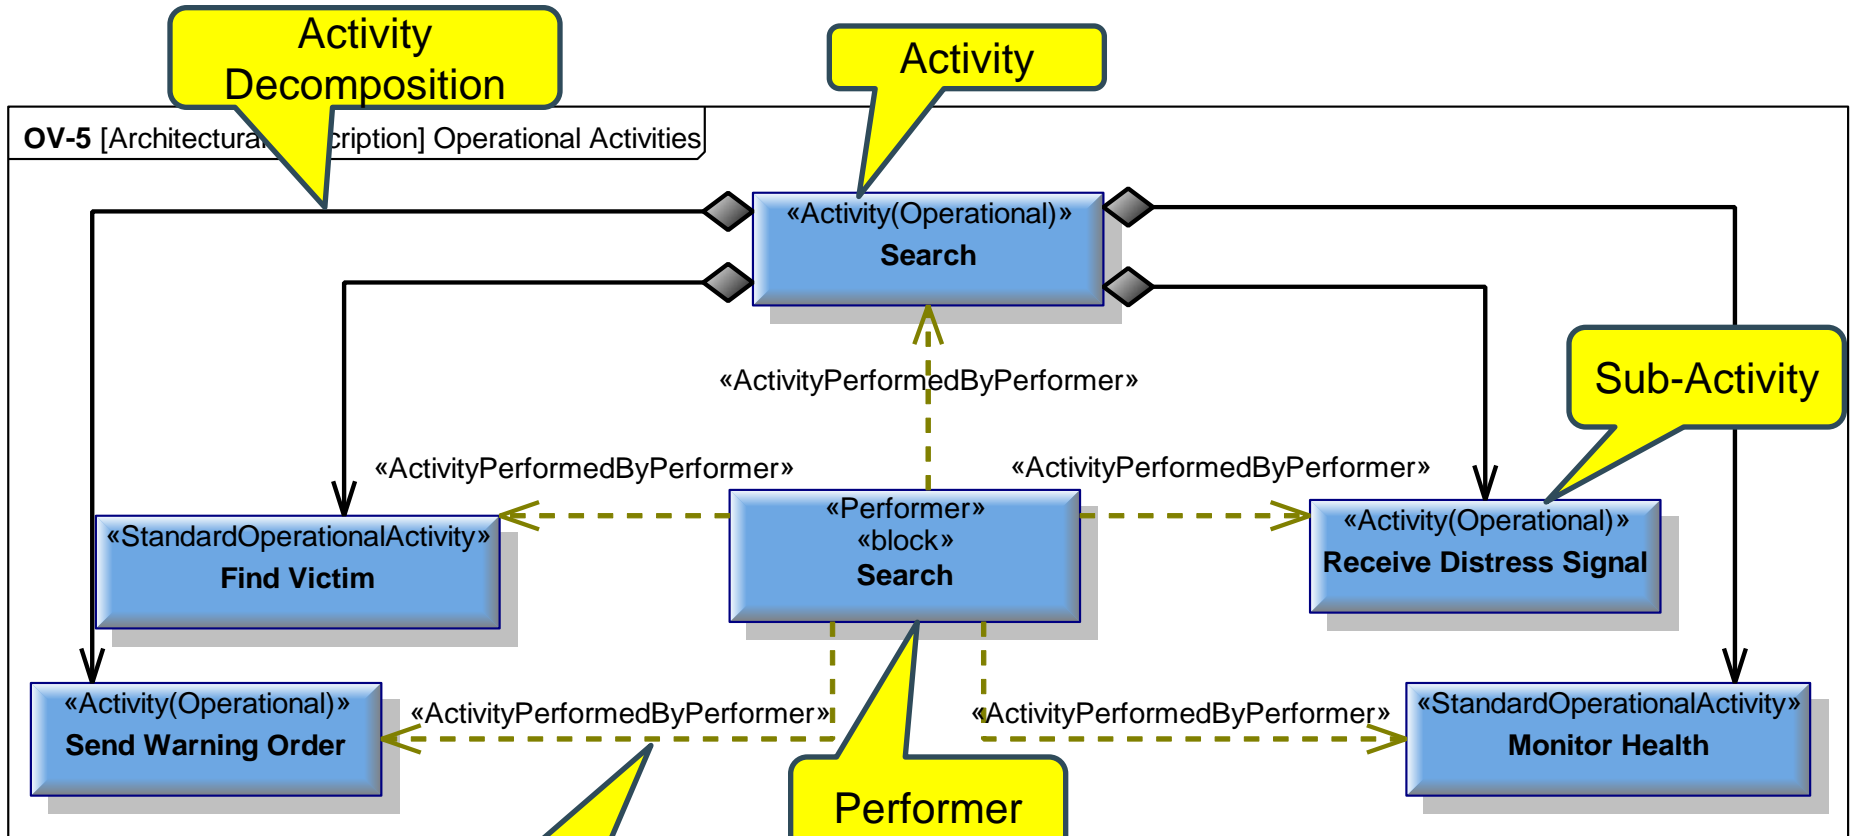 Activity
Decomposition
Activity
OV-5 [Architectural cription] Operational Activities
«Activity(Operational)»
Search
«ActivityPerformedByPerformer»
Sub-Activity
«ActivityPerformedByPerformer»
«ActivityPerformedByPerformer»
«StandardOperationalActivity»
Find Victim
«Performer»
«block»
Search
«Activity(Operational)»
Receive Distress Signal
«Activity(Operational)»
Send Warning Order
«ActivityPerformedByPerformer»
«ActivityPerformedByPerformer»
«StandardOperationalActivity»
Monitor Health
Performer